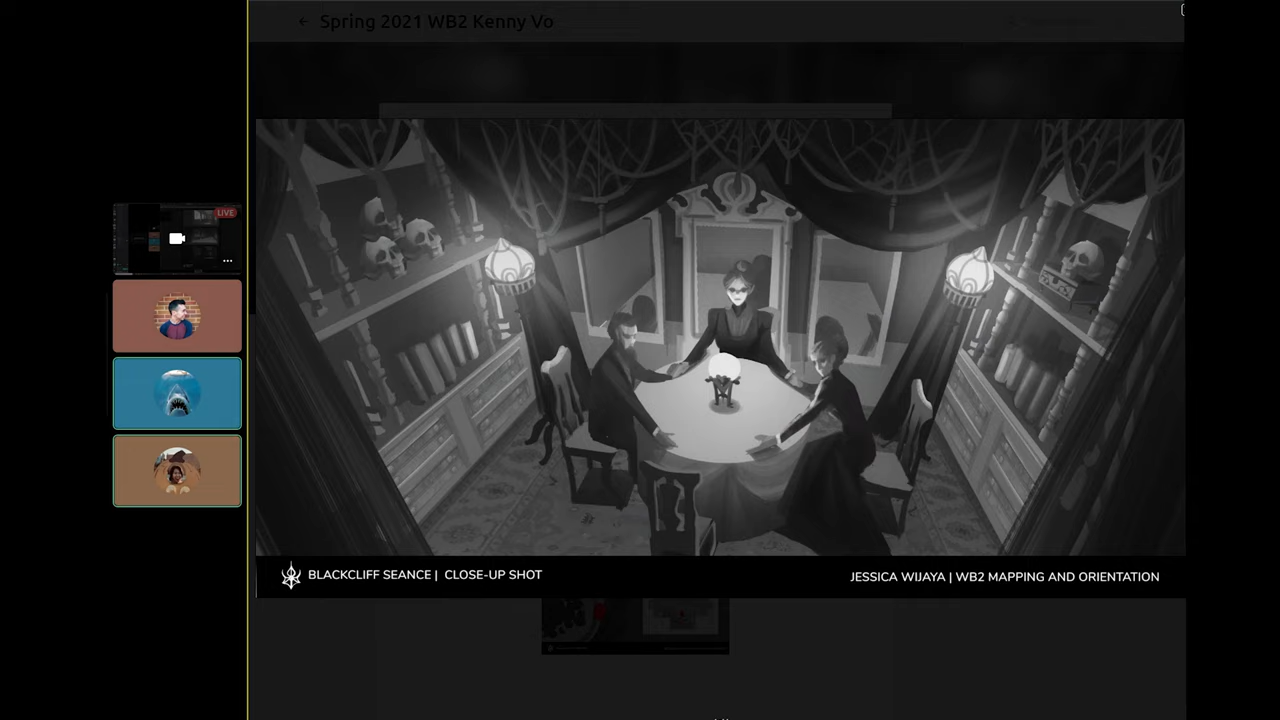 Spring 2021 WB2 Kenny Vo
LIVE
BLACKCLIFF SEANCE | CLOSE-UP SHOT
JESSICA WIJAYA | WB2 MAPPING AND ORIENTATION